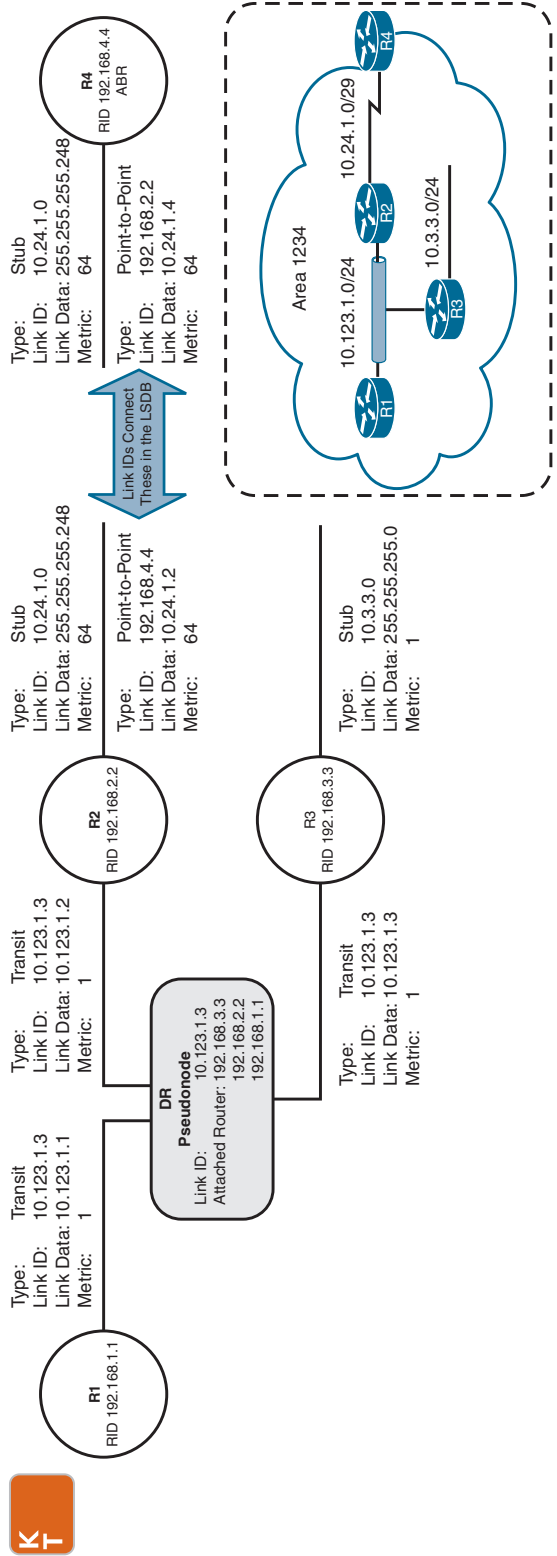 K
T
R1
RID 192.168.1.1
Type: Transit
Link ID: 10.123.1.3
Link Data: 10.123.1.1
Metric: 1
DR
Pseudonode
Link ID: 10.123.1.3
Attached Router: 192.168.3.3
192.168.2.2
192.168.1.1
Type: Transit
Link ID: 10.123.1.3
Link Data: 10.123.1.2
Metric: 1
R2
RID 192.168.2.2
Type: Stub
Link ID: 10.24.1.0
Link Data: 255.255.255.248
Metric: 64
Type: Point-to-Point
Link ID: 192.168.4.4
Link Data: 10.24.1.2
Metric: 64
Link IDs Connect
These in the LSDB
Type: Stub
Link ID: 10.24.1.0
Link Data: 255.255.255.248
Metric: 64
Type: Point-to-Point
Link ID: 192.168.2.2
Link Data: 10.24.1.4
Metric: 64
R4
RID 192.168.4.4
ABR
Type: Transit
Link ID: 10.123.1.3
Link Data: 10.123.1.3
Metric: 1
R3
RID 192.168.3.3
Type: Stub
Link ID: 10.3.3.0
Link Data: 255.255.255.0
Metric: 1
Area 1234
10.123.1.0/24
10.24.1.0/29
R1
R2
R4
10.3.3.0/24
R3